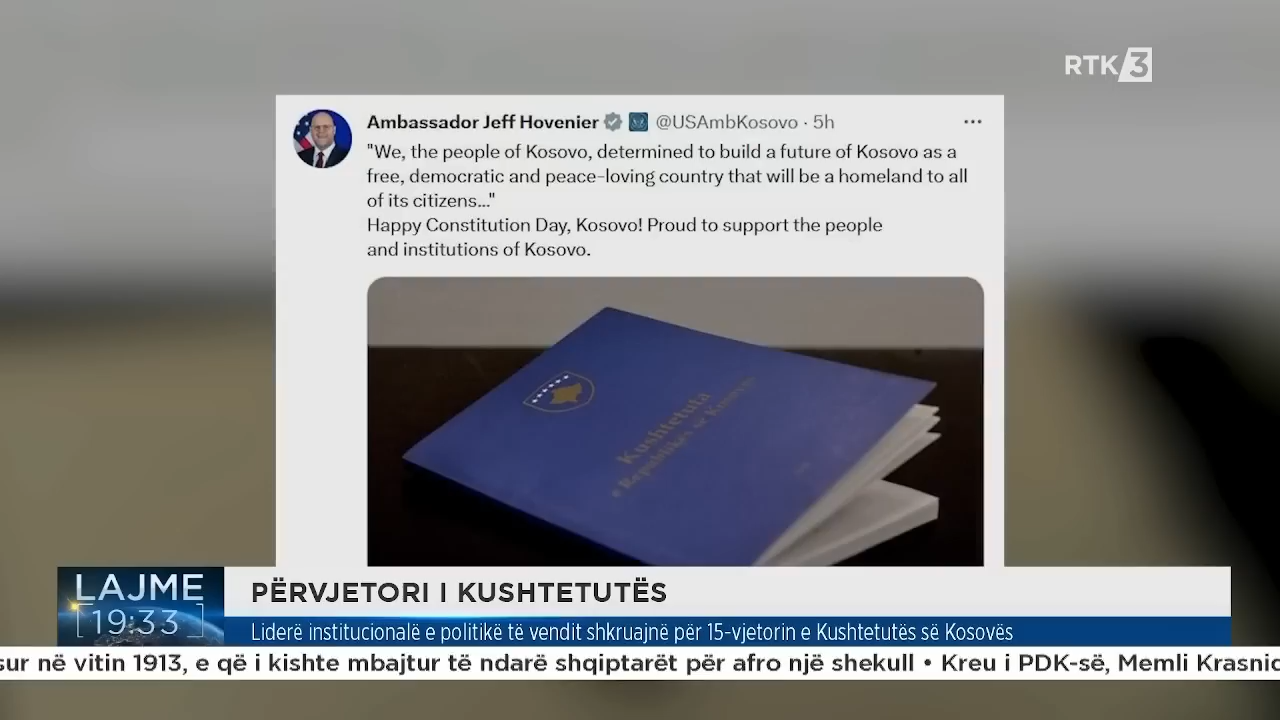 RTK 3
Ambassador Jeff Hovenier @USAmbKosovo · 5h
"We, the people of Kosovo, determined to build a future of Kosovo as a
free, democratic and peace-loving country that will be a homeland to all
of its citizens..."
Happy Constitution Day, Kosovo! Proud to support the people
and institutions of Kosovo.
Kushtetuta
e Republikës së Kosovës
LAJME
19:33
PËRVJETORI I KUSHTETUTËS
Liderë institucionalë e politikë të vendit shkruajnë për 15-vjetorin e Kushtetutës së Kosovës
sur në vitin 1913, e që i kishte mbajtur të ndarë shqiptarët për afro një shekull • Kreu i PDK-së, Memli Krasnic